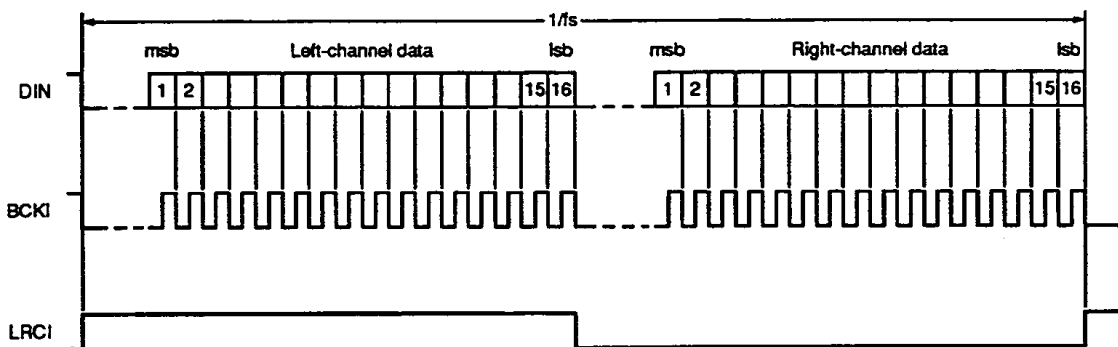 1/fs
msb Left-channel data lsb msb Right-channel data lsb
DIN 1 2 15 16 1 2 15 16
BCKI
LRCI